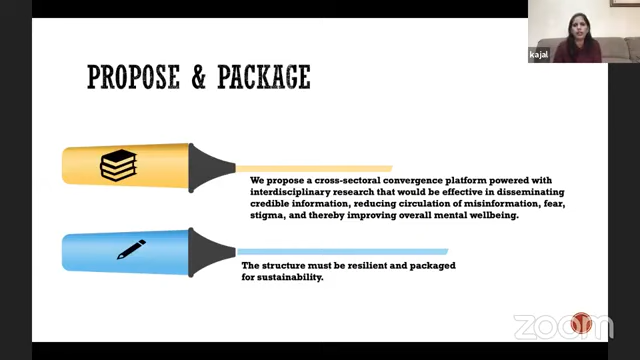 kajal
PROPOSE & PACKAGE
We propose a cross-sectoral convergence platform powered with
interdisciplinary research that would be effective in disseminating
credible information, reducing circulation of misinformation, fear,
stigma, and thereby improving overall mental wellbeing.
The structure must be resilient and packaged
for sustainability.
zoom